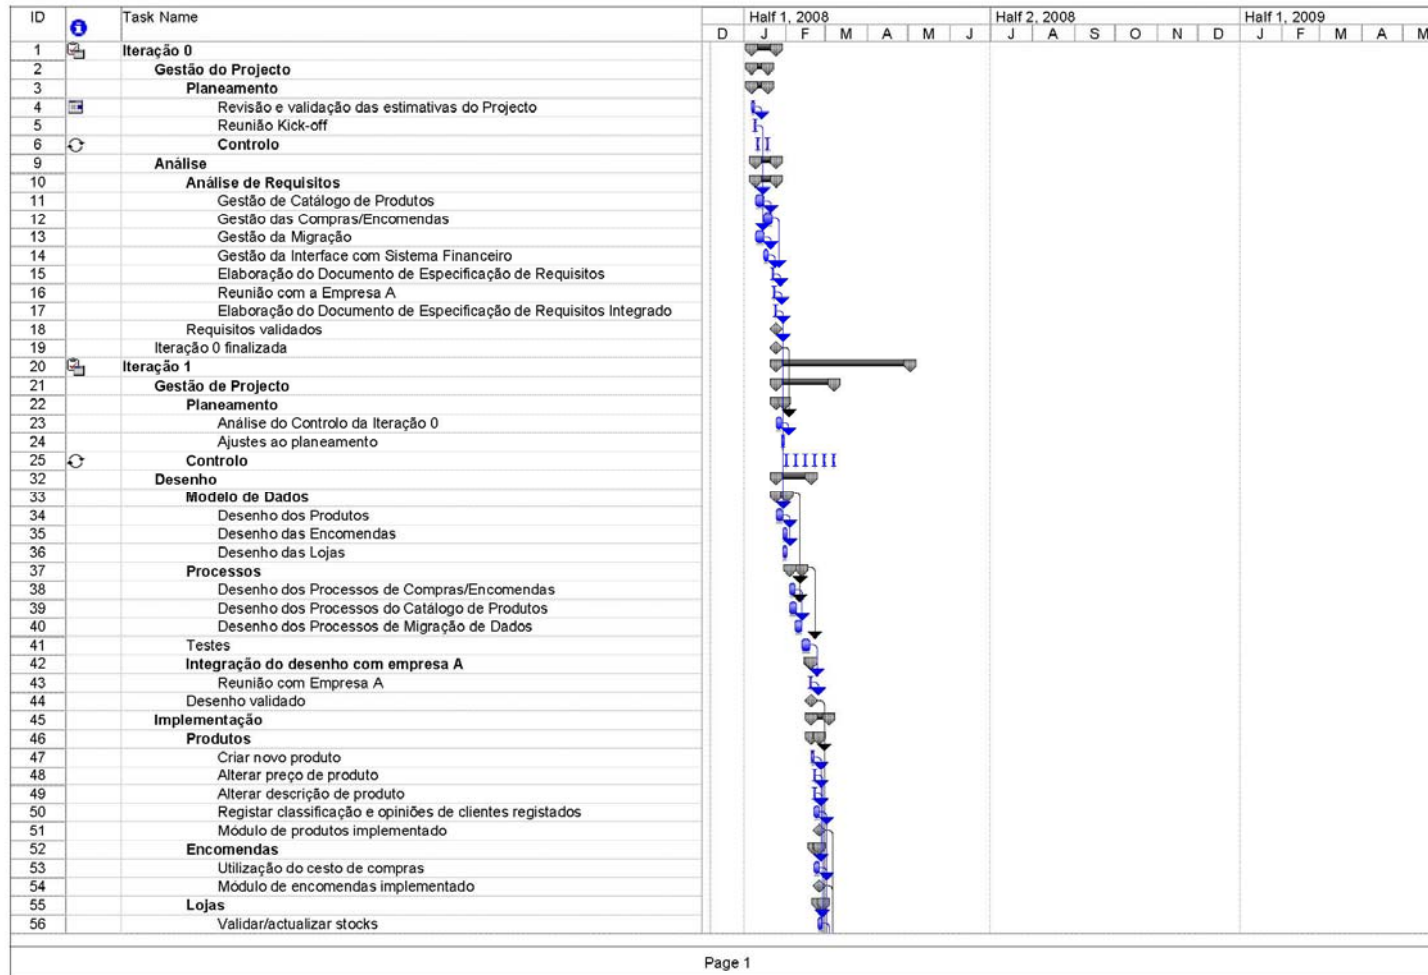 ID Task Name Half 1, 2008 Half 2, 2008 Half 1, 2009
D J F M A M J J A S O N D J F M A M
1 Iteração 0
2 Gestão do Projecto
3 Planeamento
4 Revisão e validação das estimativas do Projecto
5 Reunião Kick-off
6 Controlo
9 Análise
10 Análise de Requisitos
11 Gestão de Catálogo de Produtos
12 Gestão das Compras/Encomendas
13 Gestão da Migração
14 Gestão da Interface com Sistema Financeiro
15 Elaboração do Documento de Especificação de Requisitos
16 Reunião com a Empresa A
17 Elaboração do Documento de Especificação de Requisitos Integrado
18 Requisitos validados
19 Iteração 0 finalizada
20 Iteração 1
21 Gestão de Projecto
22 Planeamento
23 Análise do Controlo da Iteração 0
24 Ajustes ao planeamento
25 Controlo
32 Desenho
33 Modelo de Dados
34 Desenho dos Produtos
35 Desenho das Encomendas
36 Desenho das Lojas
37 Processos
38 Desenho dos Processos de Compras/Encomendas
39 Desenho dos Processos do Catálogo de Produtos
40 Desenho dos Processos de Migração de Dados
41 Testes
42 Integração do desenho com empresa A
43 Reunião com Empresa A
44 Desenho validado
45 Implementação
46 Produtos
47 Criar novo produto
48 Alterar preço de produto
49 Alterar descrição de produto
50 Registar classificação e opiniões de clientes registados
51 Módulo de produtos implementado
52 Encomendas
53 Utilização do cesto de compras
54 Módulo de encomendas implementado
55 Lojas
56 Validar/actualizar stocks
Page 1